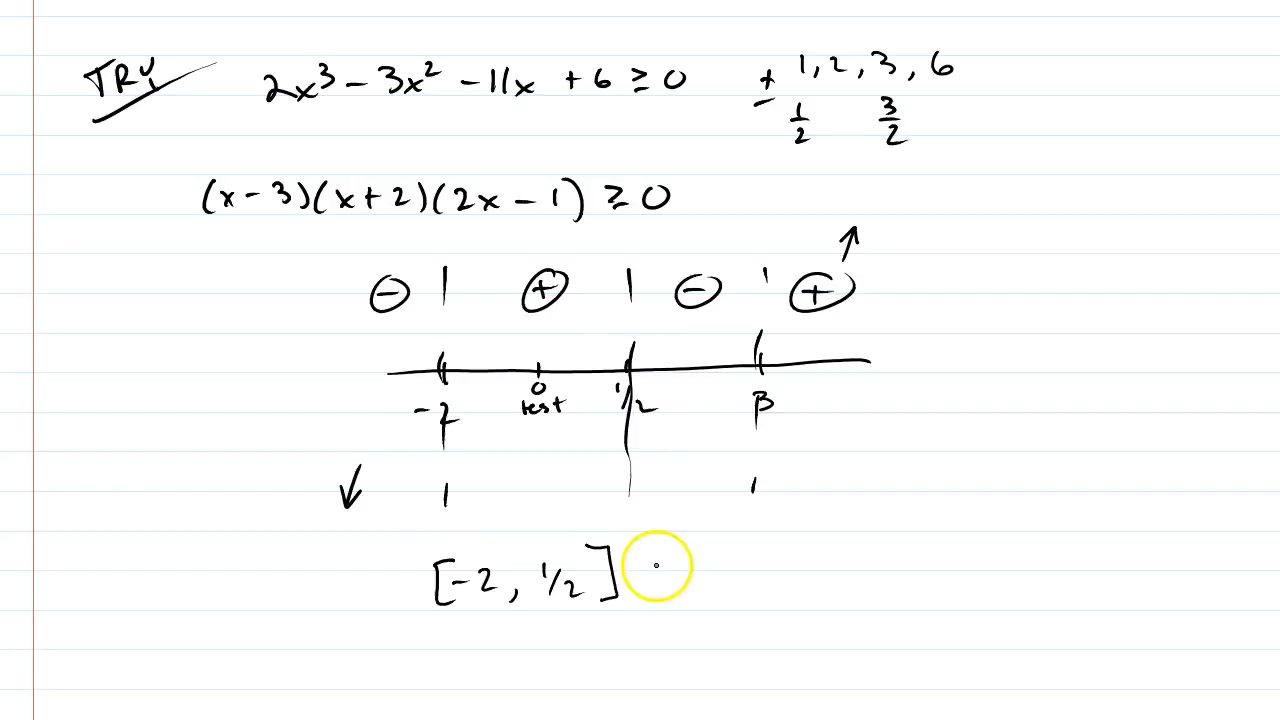 TRY 2x³ - 3x² - 11x + 6 ≥ 0 ± 1, 2, 3, 6
1/2 3/2
(x - 3)(x + 2)(2x - 1) ≥ 0
⊖ | ⊕ | ⊖ | ⊕
-2 0 1/2 3
test
[-2, 1/2]